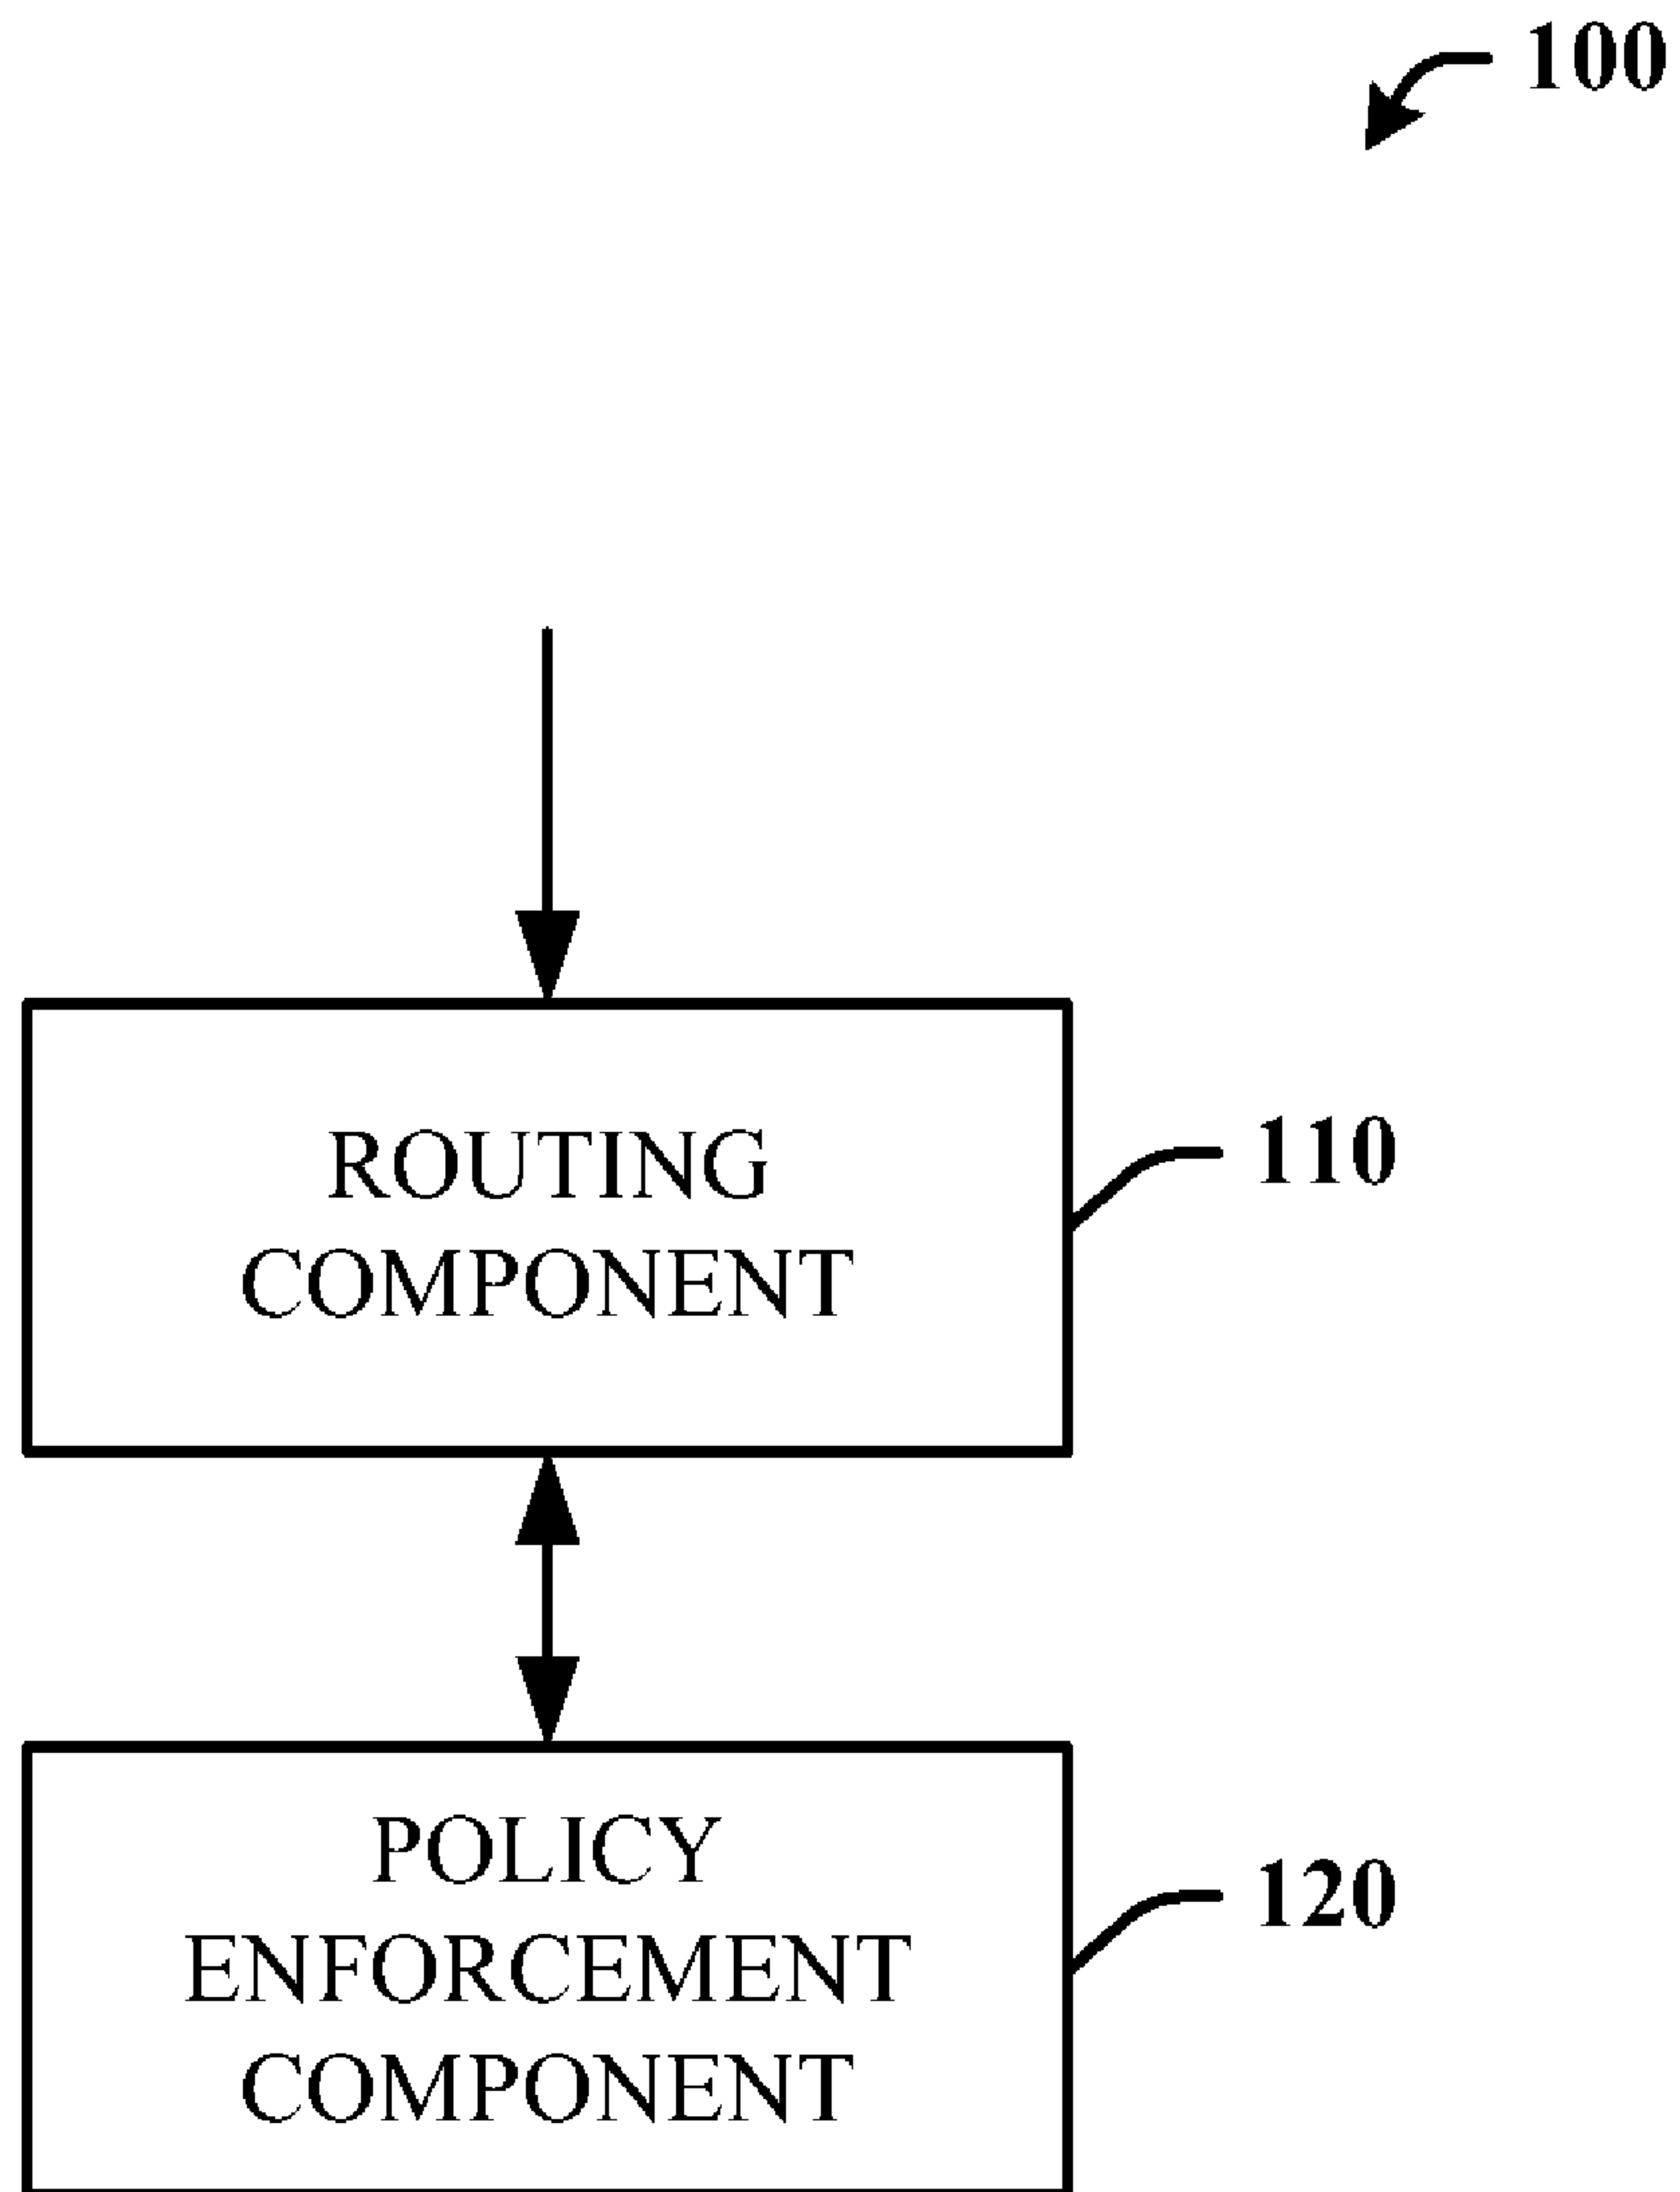 100
ROUTING
COMPONENT
110
POLICY
ENFORCEMENT
COMPONENT
120